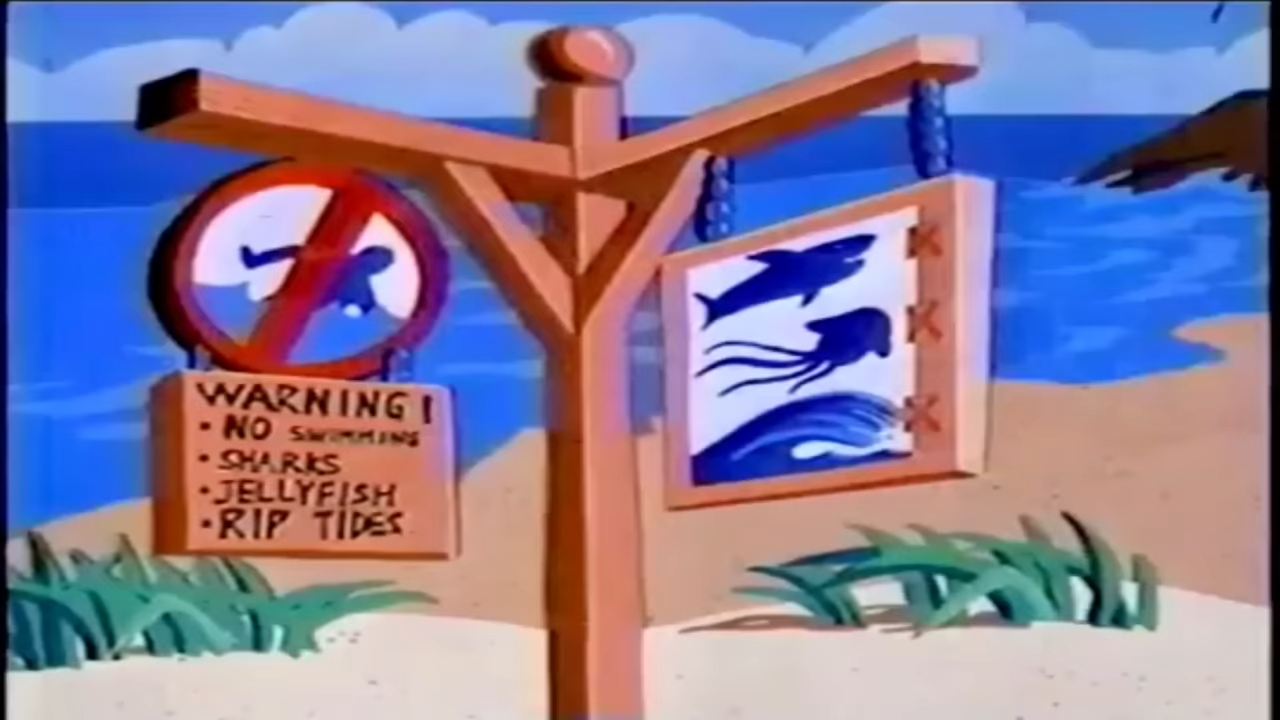 WARNING!
• NO SWIMMING
• SHARKS
• JELLYFISH
• RIP TIDES
K
K
K